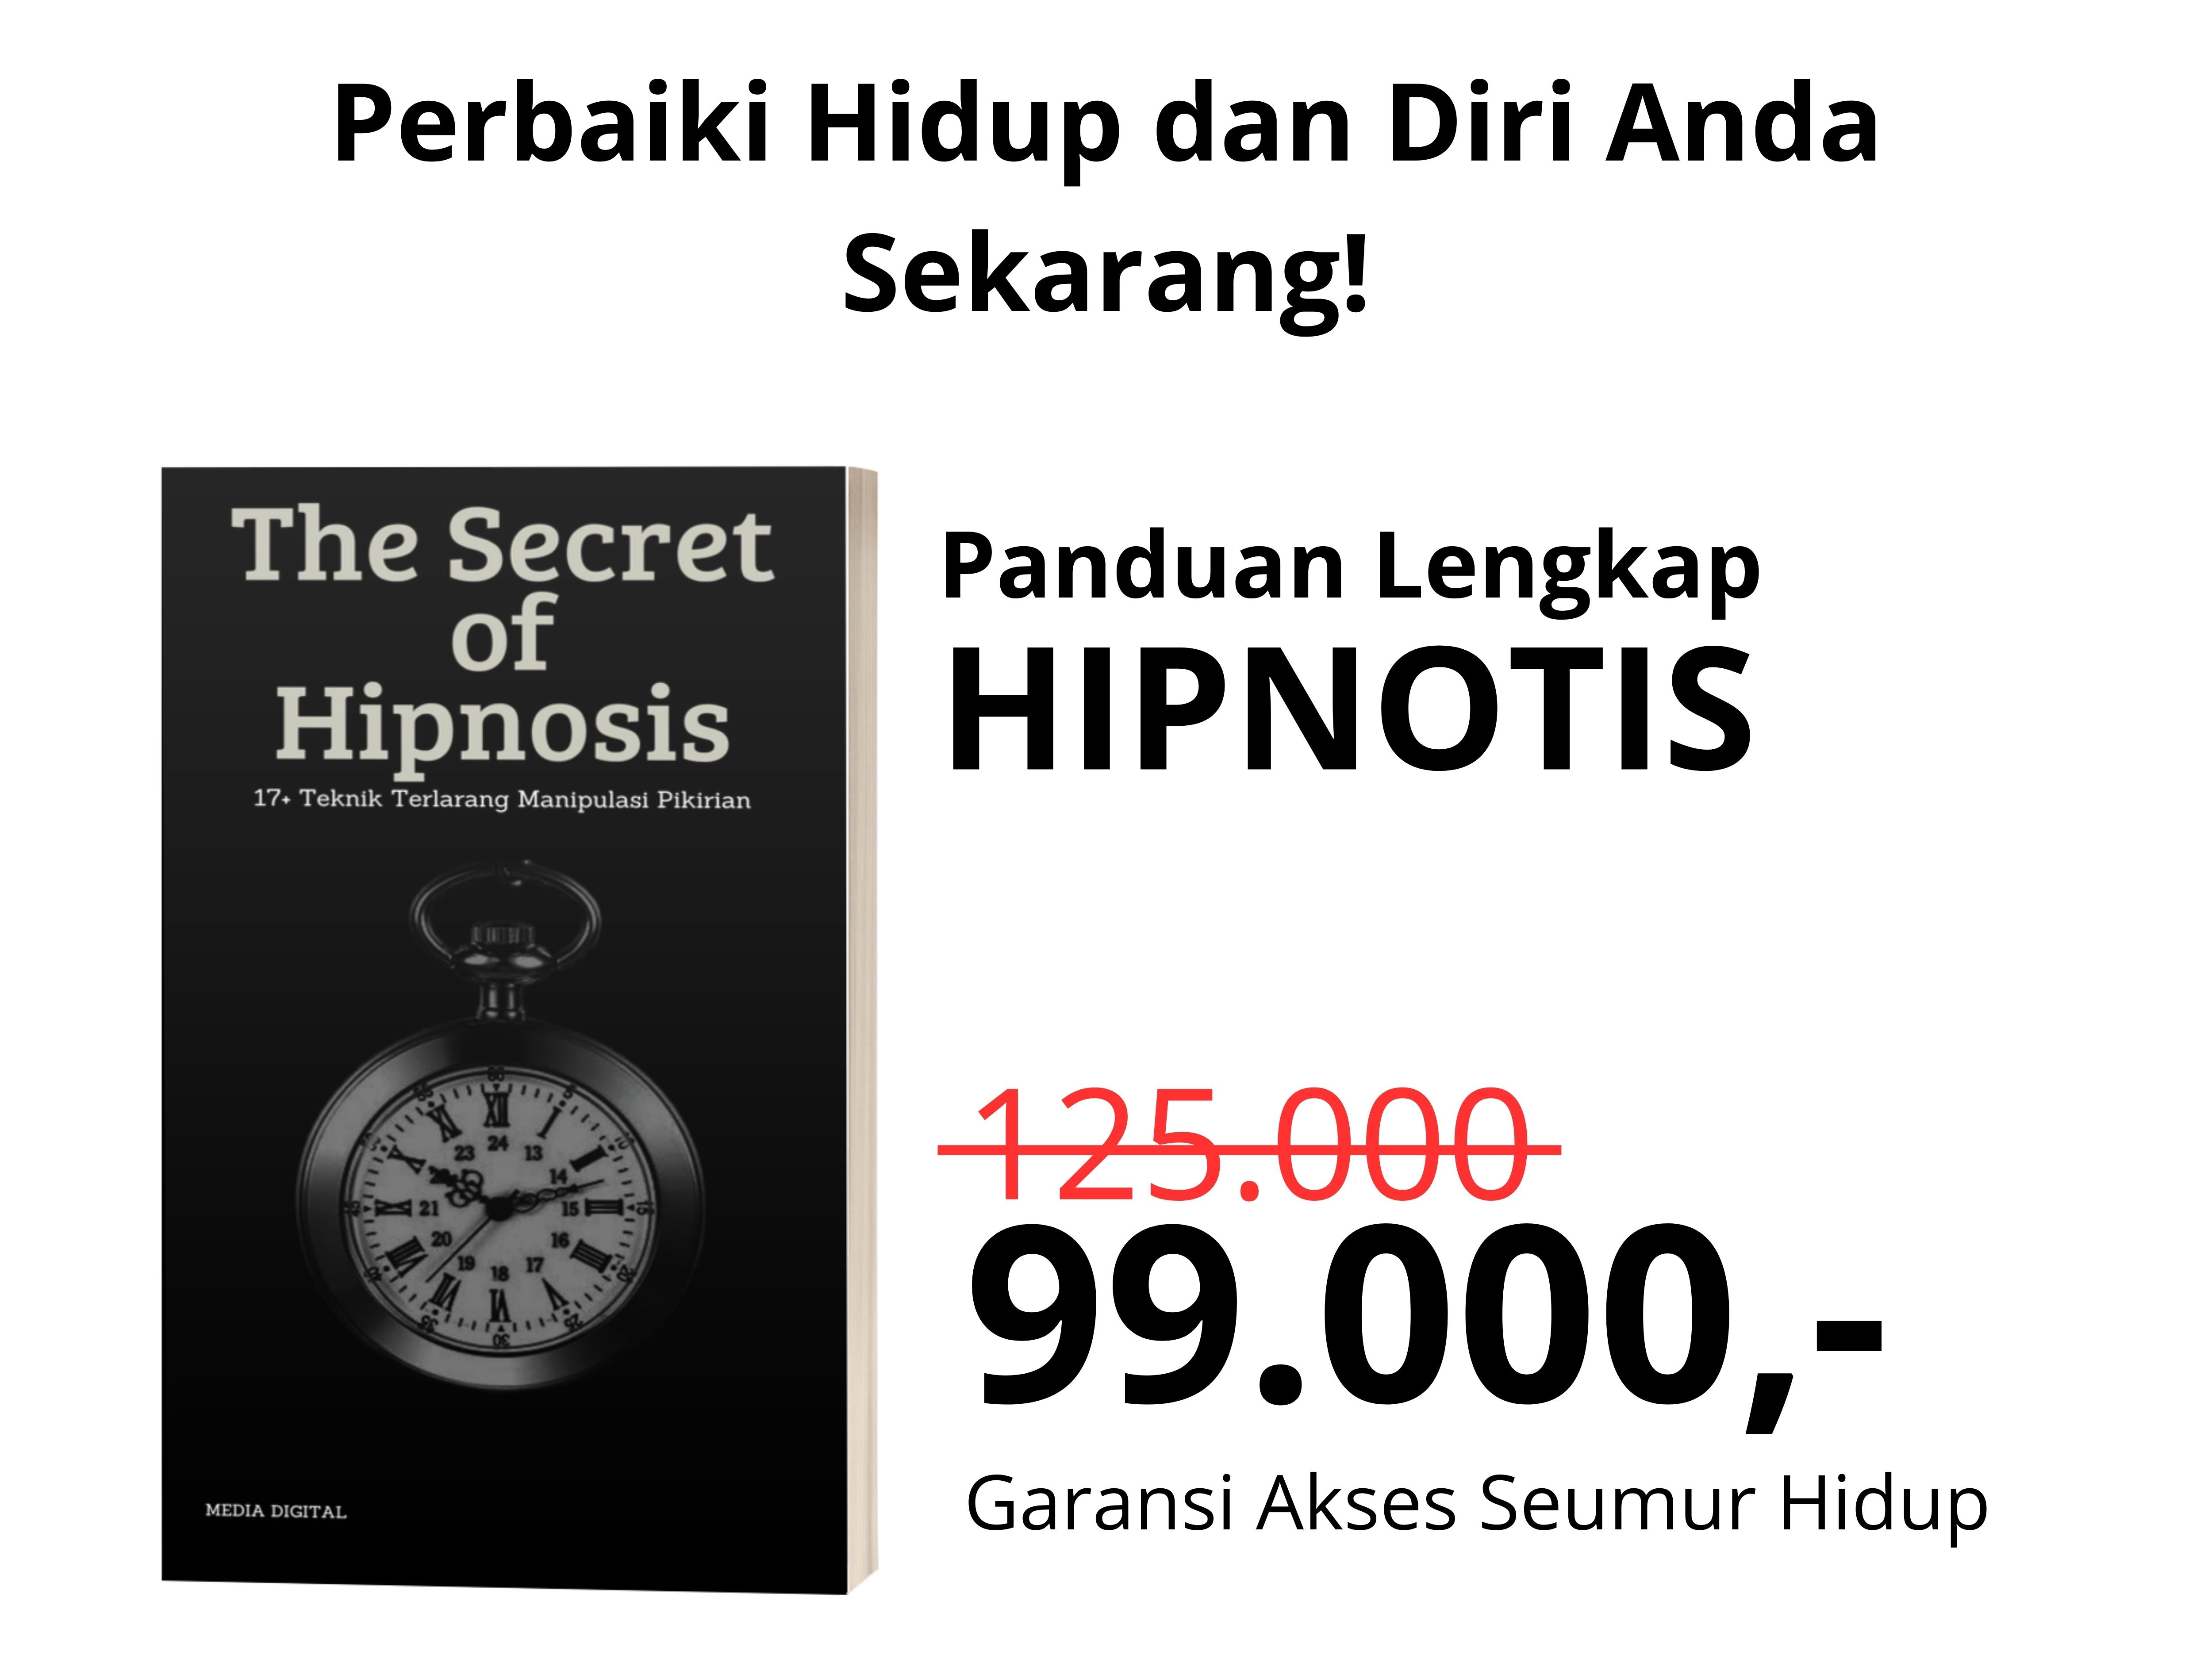 Perbaiki Hidup dan Diri Anda
Sekarang!
The Secret
of
Hipnosis
17+ Teknik Terlarang Manipulasi Pikirian
MEDIA DIGITAL
Panduan Lengkap
HIPNOTIS
125.000
99.000,-
Garansi Akses Seumur Hidup